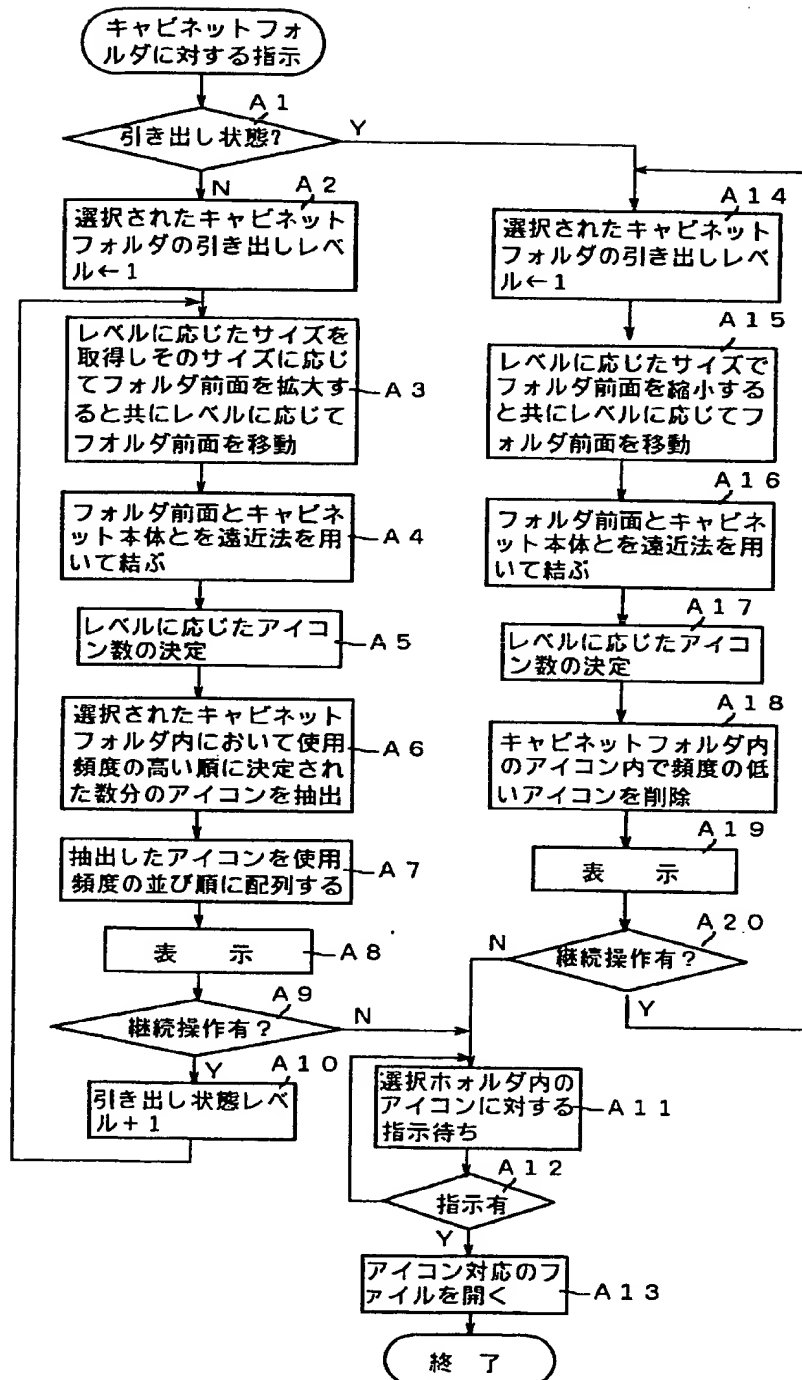 キャビネットフォ
ルダに対する指示
A1
引き出し状態?
Y
N
A2
選択されたキャビネット
フォルダの引き出しレベ
ル←1
レベルに応じたサイズを
取得しそのサイズに応じ
てフォルダ前面を拡大す
ると共にレベルに応じて
フオルダ前面を移動
A3
フォルダ前面とキャビネ
ット本体とを遠近法を用
いて結ぶ
A4
レベルに応じたアイコ
ン数の決定
A5
選択されたキャビネット
フォルダ内において使用
頻度の高い順に決定され
た数分のアイコンを抽出
A6
抽出したアイコンを使用
頻度の並び順に配列する
A7
表 示
A8
A9
継続操作有?
N
Y
A10
引き出し状態レベ
ル+1
A14
選択されたキャビネット
フォルダの引き出しレベ
ル←1
A15
レベルに応じたサイズで
フォルダ前面を縮小する
と共にレベルに応じてフ
ォルダ前面を移動
A16
フォルダ前面とキャビネ
ット本体とを遠近法を用
いて結ぶ
A17
レベルに応じたアイコ
ン数の決定
A18
キャビネットフォルダ内
のアイコン内で頻度の低
いアイコンを削除
A19
表 示
A20
継続操作有?
N
Y
選択ホォルダ内の
アイコンに対する
指示待ち
A11
A12
指示有
Y
アイコン対応のフ
ァイルを開く
A13
終 了